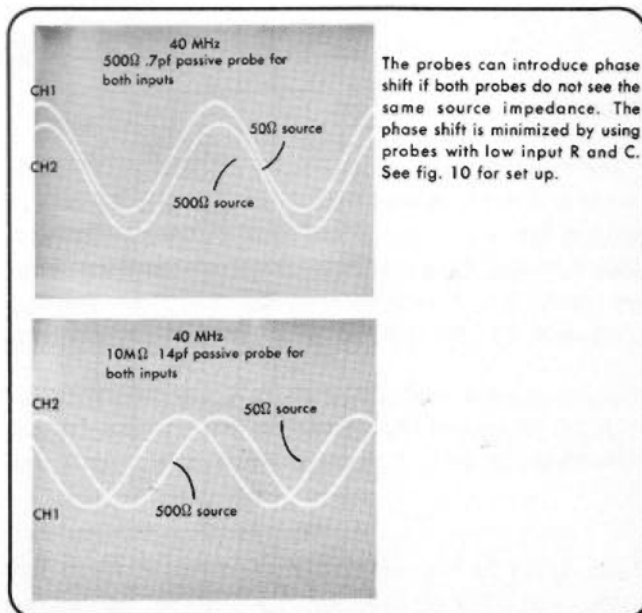 40 MHz
500Ω .7pf passive probe for
both inputs
CH1
CH2
50Ω source
500Ω source
The probes can introduce phase
shift if both probes do not see the
same source impedance. The
phase shift is minimized by using
probes with low input R and C.
See fig. 10 for set up.
40 MHz
10MΩ 14pf passive probe for
both inputs
CH2
CH1
50Ω source
500Ω source